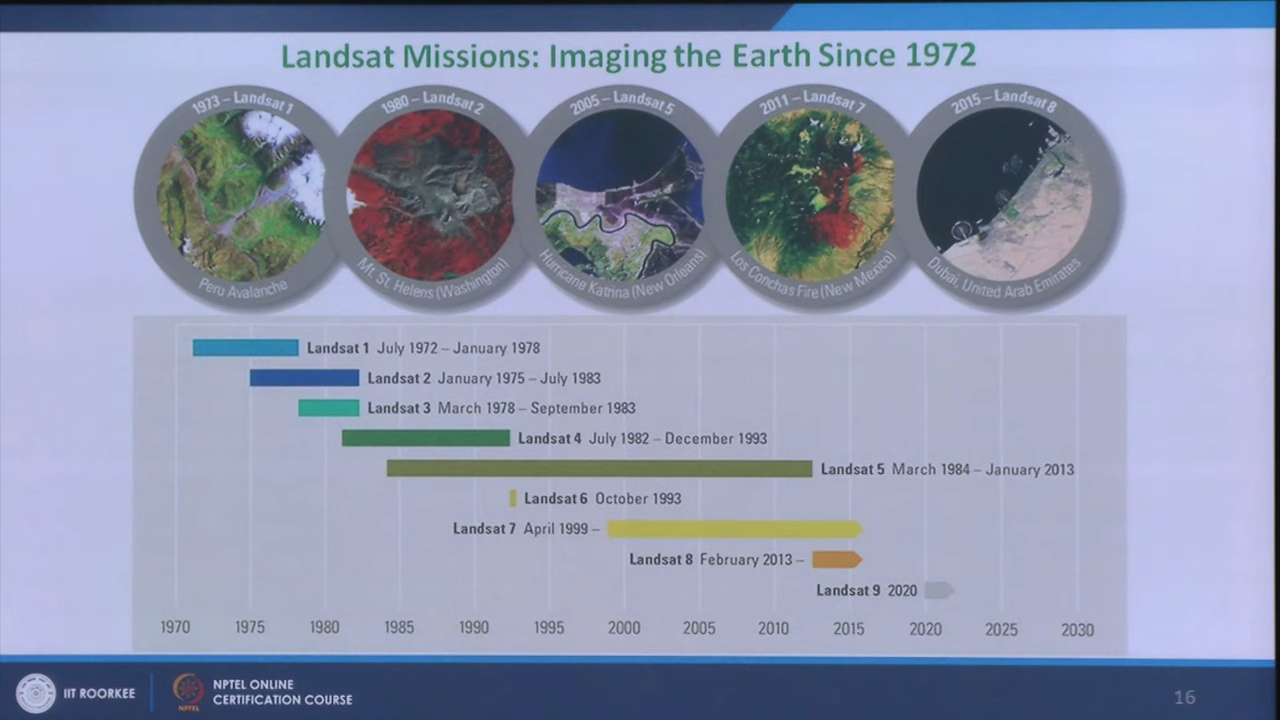 Landsat Missions: Imaging the Earth Since 1972
1973 – Landsat 1
Peru Avalanche
1980 – Landsat 2
Mt. St. Helens (Washington)
2005 – Landsat 5
Hurricane Katrina (New Orleans)
2011 – Landsat 7
Los Conchas Fire (New Mexico)
2015 – Landsat 8
Dubai, United Arab Emirates
Landsat 1 July 1972 – January 1978
Landsat 2 January 1975 – July 1983
Landsat 3 March 1978 – September 1983
Landsat 4 July 1982 – December 1993
Landsat 5 March 1984 – January 2013
Landsat 6 October 1993
Landsat 7 April 1999 –
Landsat 8 February 2013 –
Landsat 9 2020
1970 1975 1980 1985 1990 1995 2000 2005 2010 2015 2020 2025 2030
IIT ROORKEE
NPTEL
NPTEL ONLINE
CERTIFICATION COURSE
16